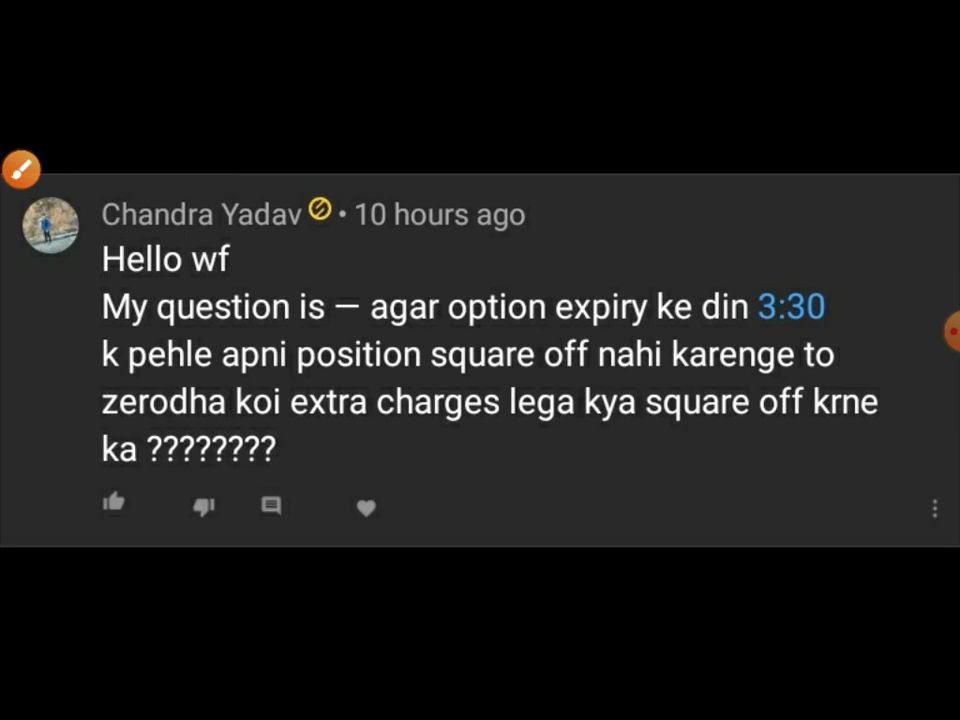 Chandra Yadav • 10 hours ago
Hello wf
My question is — agar option expiry ke din 3:30
k pehle apni position square off nahi karenge to
zerodha koi extra charges lega kya square off krne
ka ????????